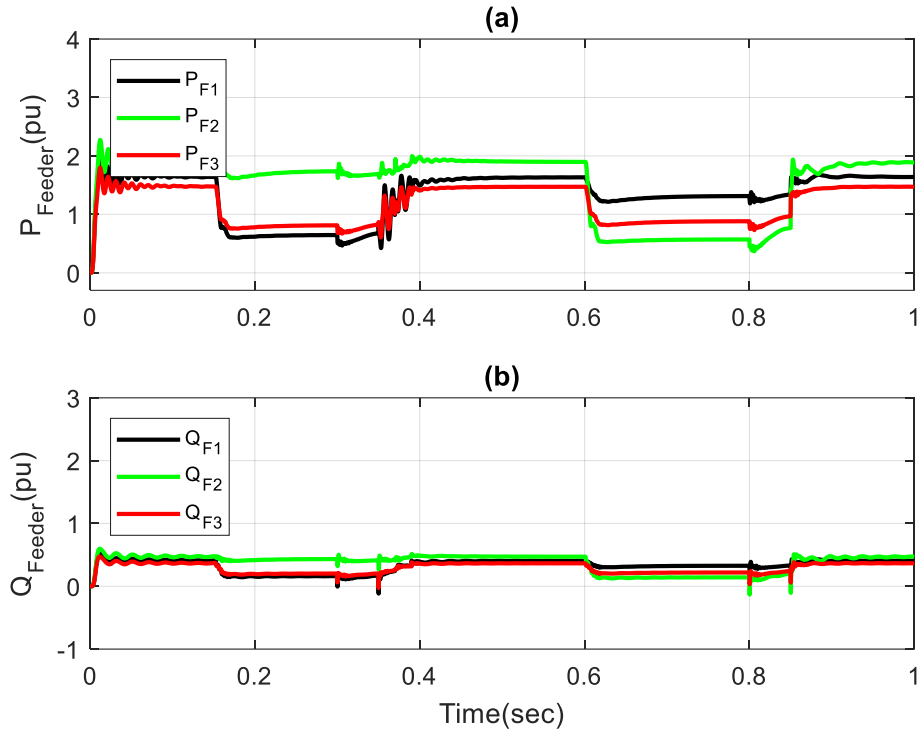 (a)
4
3
2
1
0
P_Feeder(pu)
P_F1
P_F2
P_F3
0 0.2 0.4 0.6 0.8 1
(b)
3
2
1
0
-1
Q_Feeder(pu)
Q_F1
Q_F2
Q_F3
0 0.2 0.4 0.6 0.8 1
Time(sec)